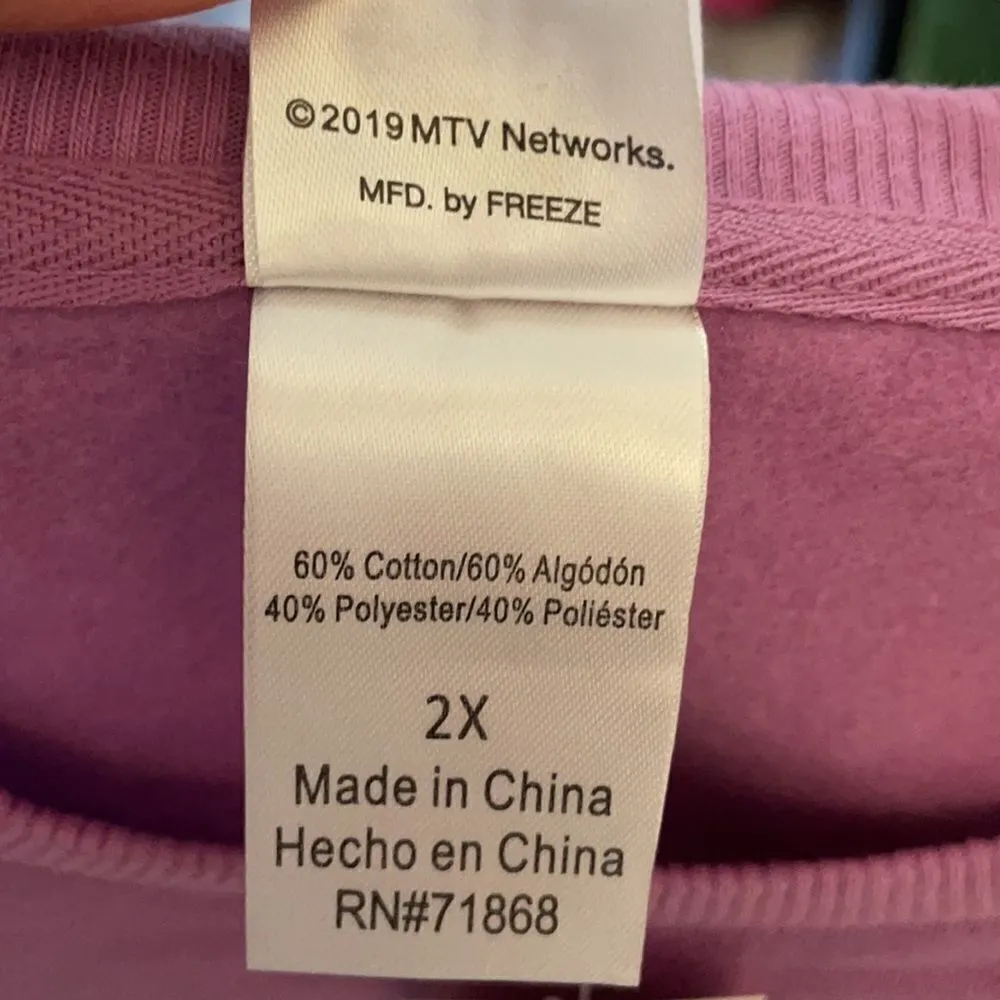 ©2019 MTV Networks.
MFD. by FREEZE
60% Cotton/60% Algódón
40% Polyester/40% Poliéster
2X
Made in China
Hecho en China
RN#71868